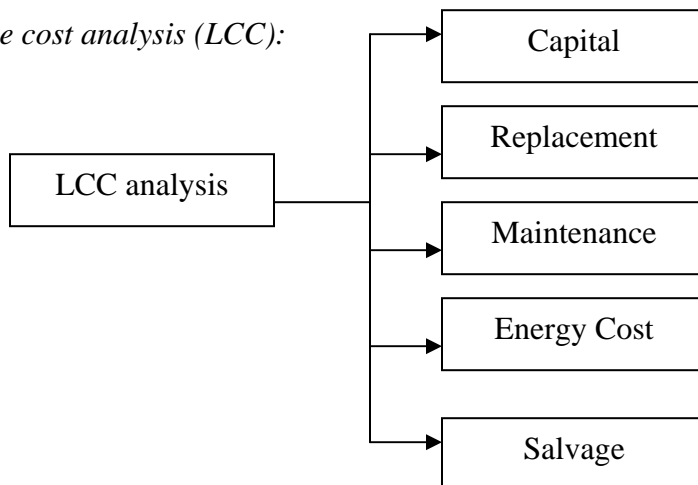 e cost analysis (LCC):
Capital
Replacement
LCC analysis
Maintenance
Energy Cost
Salvage